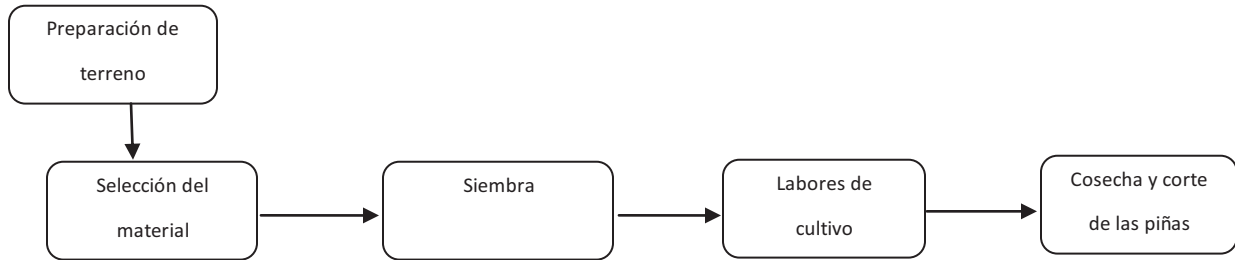 Preparación de
terreno
Selección del
material
Siembra
Labores de
cultivo
Cosecha y corte
de las piñas